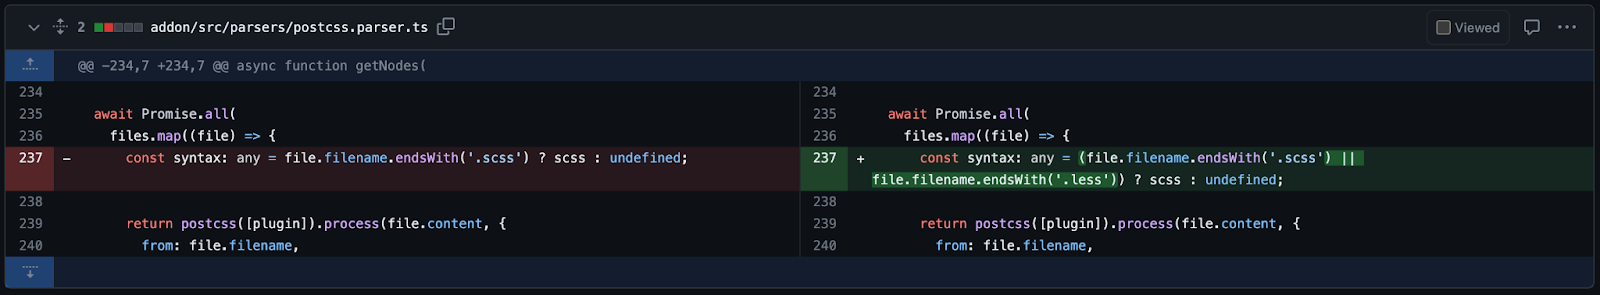 2 addon/src/parsers/postcss.parser.ts Viewed
@@ -234,7 +234,7 @@ async function getNodes(
234
235 await Promise.all(
236 files.map((file) => {
237 - const syntax: any = file.filename.endsWith('.scss') ? scss : undefined;
238
239 return postcss([plugin]).process(file.content, {
240 from: file.filename,
234
235 await Promise.all(
236 files.map((file) => {
237 + const syntax: any = (file.filename.endsWith('.scss') ||
file.filename.endsWith('.less')) ? scss : undefined;
238
239 return postcss([plugin]).process(file.content, {
240 from: file.filename,